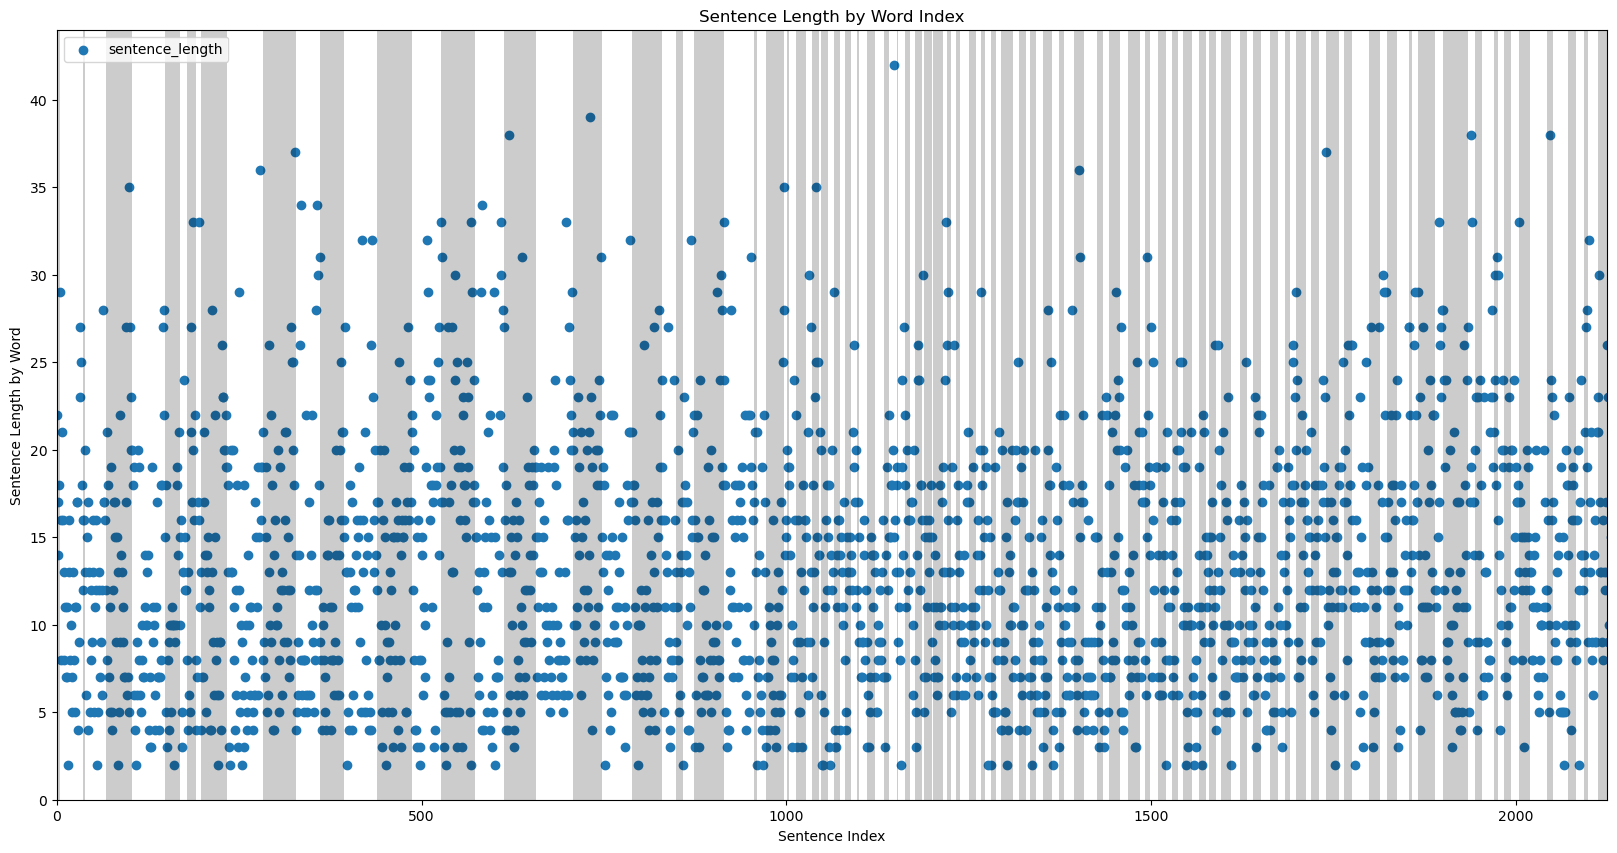 Sentence Length by Word Index
sentence_length
Sentence Length by Word
40
35
30
25
20
15
10
5
0
0 500 1000 1500 2000
Sentence Index